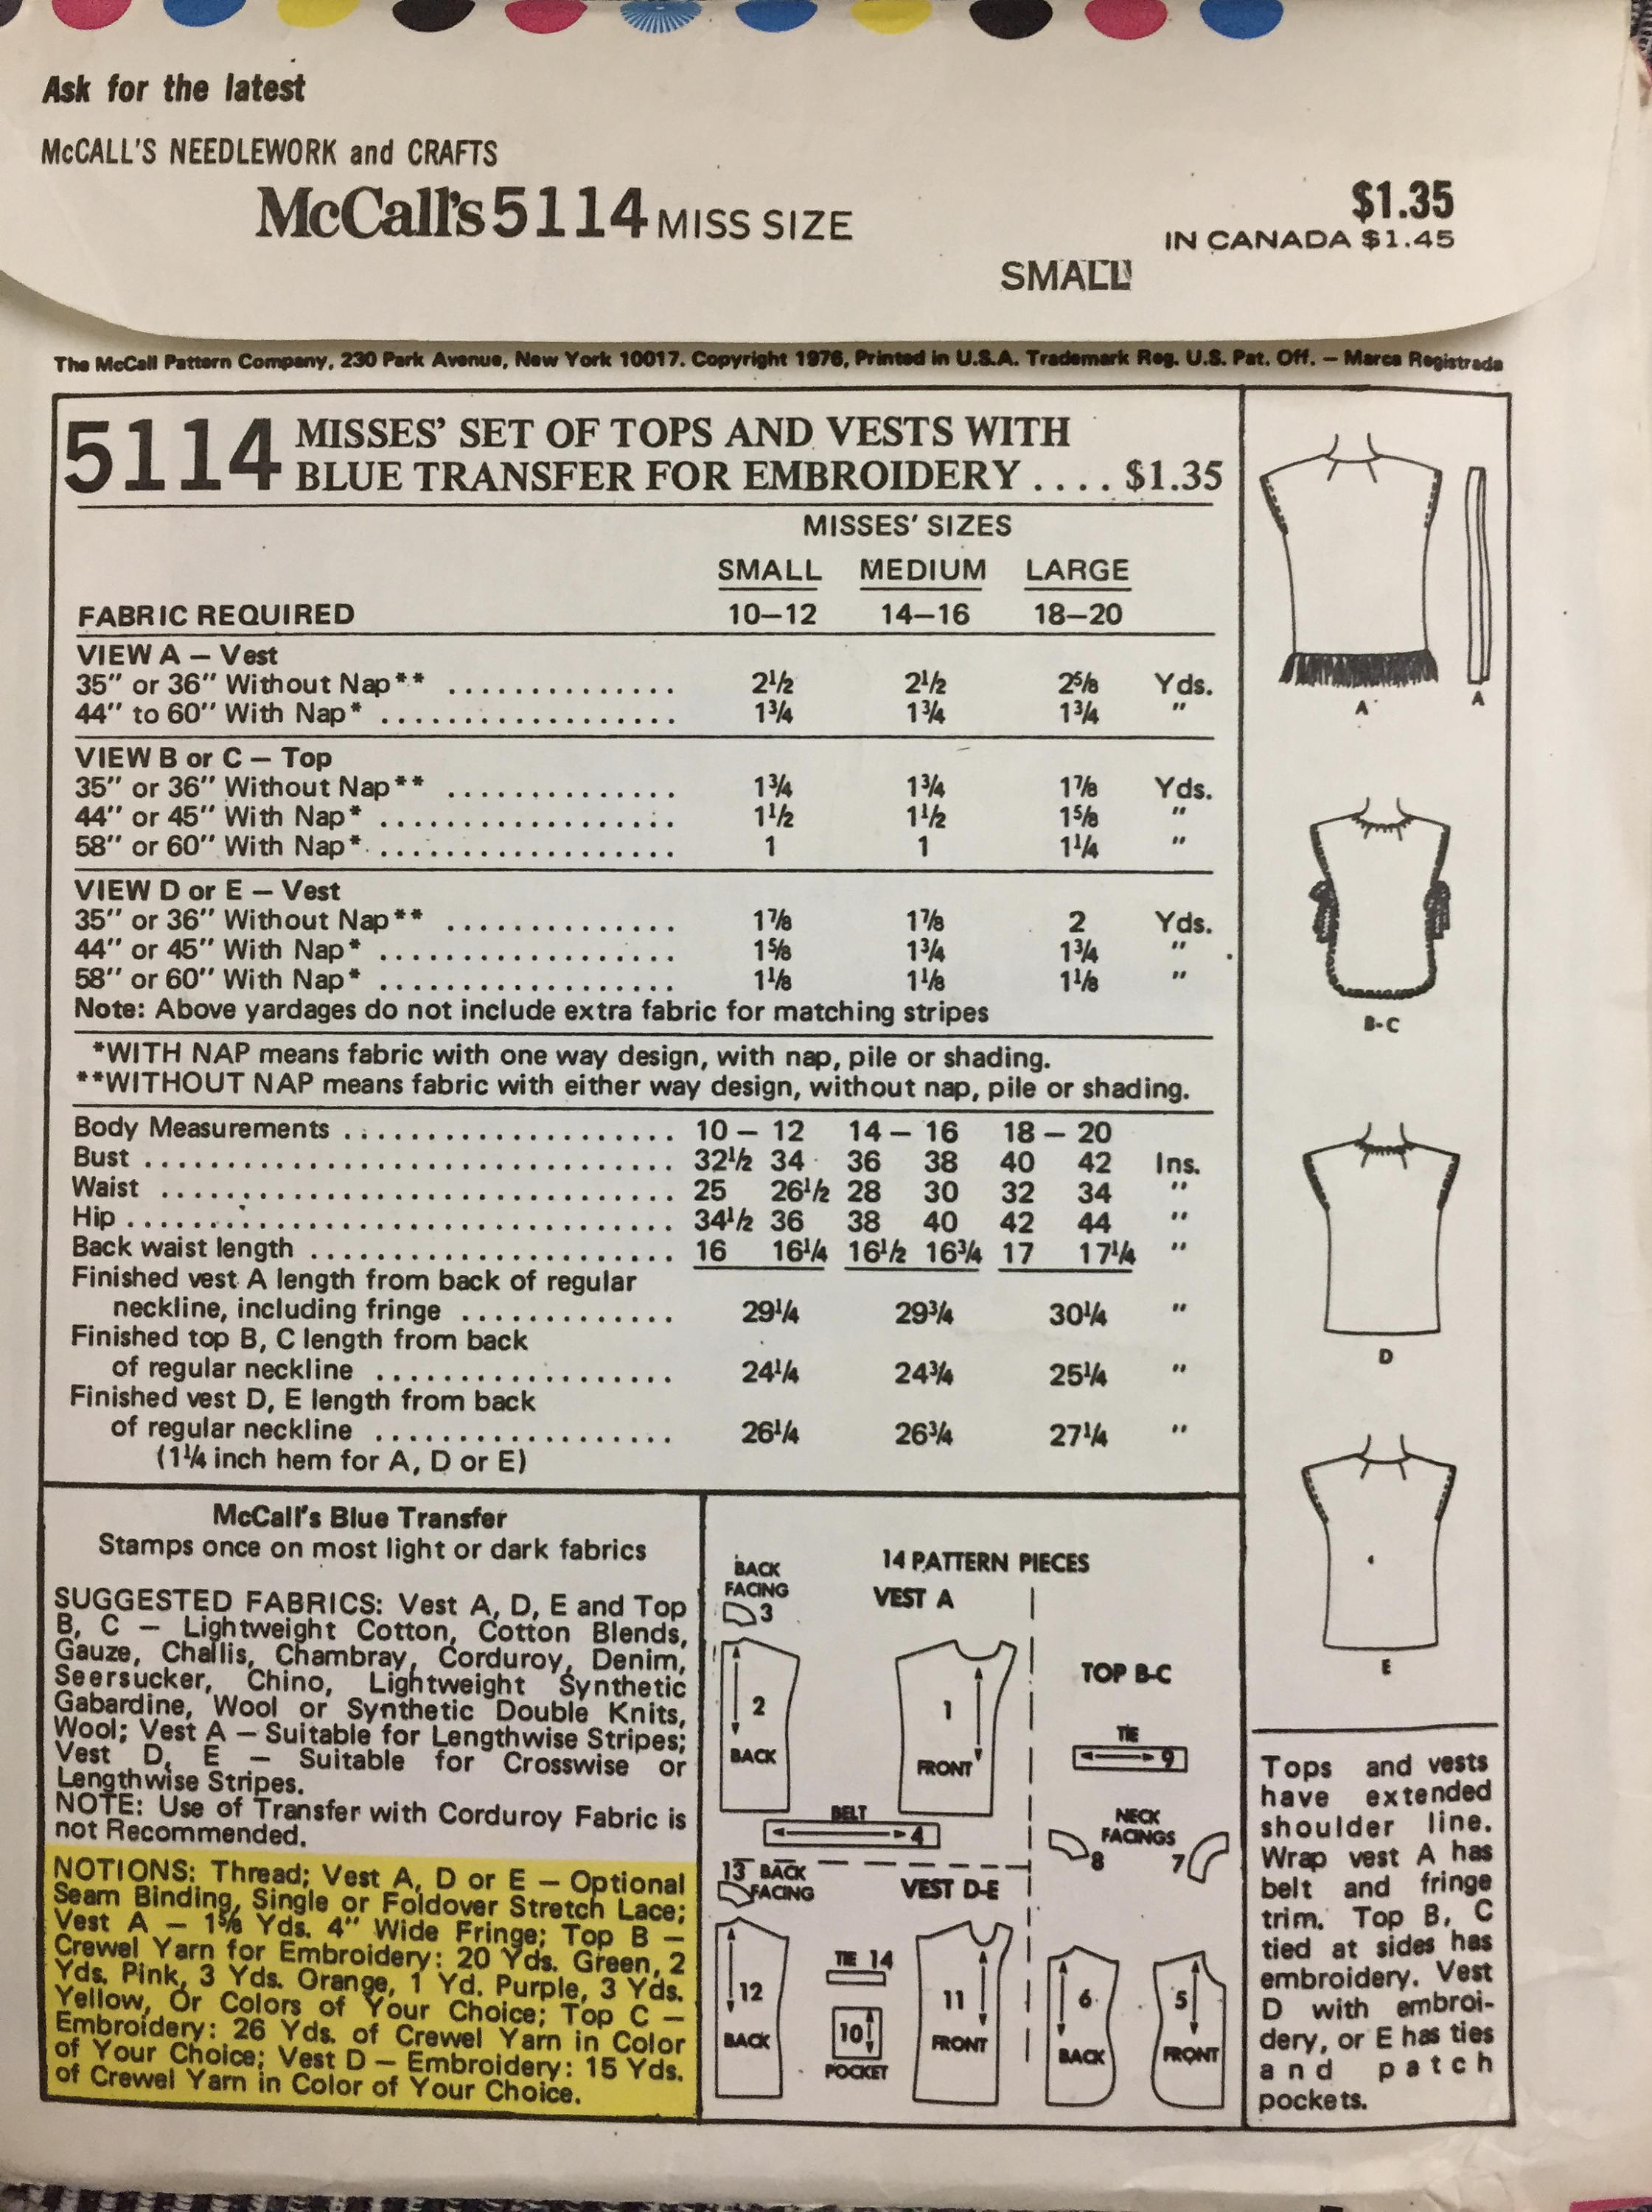 Ask for the latest
McCALL'S NEEDLEWORK and CRAFTS
McCall's 5114 MISS SIZE
$1.35
IN CANADA $1.45
SMALL
The McCall Pattern Company, 230 Park Avenue, New York 10017. Copyright 1976, Printed in U.S.A. Trademark Reg. U.S. Pat. Off. – Marca Registrada
5114 MISSES' SET OF TOPS AND VESTS WITH
BLUE TRANSFER FOR EMBROIDERY .... $1.35
MISSES' SIZES
SMALL MEDIUM LARGE
FABRIC REQUIRED 10–12 14–16 18–20
VIEW A – Vest
35" or 36" Without Nap** .............. 2½ 2½ 2⅝ Yds.
44" to 60" With Nap* .................. 1¾ 1¾ 1¾ "
VIEW B or C – Top
35" or 36" Without Nap** .............. 1¾ 1¾ 1⅞ Yds.
44" or 45" With Nap* .................. 1½ 1½ 1⅝ "
58" or 60" With Nap* .................. 1 1 1¼ "
VIEW D or E – Vest
35" or 36" Without Nap** .............. 1⅞ 1⅞ 2 Yds.
44" or 45" With Nap* .................. 1⅝ 1¾ 1¾ "
58" or 60" With Nap* .................. 1⅛ 1⅛ 1⅛ "
Note: Above yardages do not include extra fabric for matching stripes
*WITH NAP means fabric with one way design, with nap, pile or shading.
**WITHOUT NAP means fabric with either way design, without nap, pile or shading.
Body Measurements .................... 10 – 12 14 – 16 18 – 20
Bust ................................ 32½ 34 36 38 40 42 Ins.
Waist ............................... 25 26½ 28 30 32 34 "
Hip ................................. 34½ 36 38 40 42 44 "
Back waist length ...................... 16 16¼ 16½ 16¾ 17 17¼ "
Finished vest A length from back of regular
neckline, including fringe ............. 29¼ 29¾ 30¼ "
Finished top B, C length from back
of regular neckline .................. 24¼ 24¾ 25¼ "
Finished vest D, E length from back
of regular neckline .................. 26¼ 26¾ 27¼ "
(1¼ inch hem for A, D or E)
McCall's Blue Transfer
Stamps once on most light or dark fabrics
SUGGESTED FABRICS: Vest A, D, E and Top
B, C – Lightweight Cotton, Cotton Blends,
Gauze, Challis, Chambray, Corduroy, Denim,
Seersucker, Chino, Lightweight Synthetic
Gabardine, Wool or Synthetic Double Knits,
Wool; Vest A – Suitable for Lengthwise Stripes;
Vest D, E – Suitable for Crosswise or
Lengthwise Stripes.
NOTE: Use of Transfer with Corduroy Fabric is
not Recommended.
NOTIONS: Thread; Vest A, D or E – Optional
Seam Binding, Single or Foldover Stretch Lace;
Vest A – 1⅝ Yds. 4" Wide Fringe; Top B –
Crewel Yarn for Embroidery: 20 Yds. Green, 2
Yds. Pink, 3 Yds. Orange, 1 Yd. Purple, 3 Yds.
Yellow, Or Colors of Your Choice; Top C –
Embroidery: 26 Yds. of Crewel Yarn in Color
of Your Choice; Vest D – Embroidery: 15 Yds.
of Crewel Yarn in Color of Your Choice.
14 PATTERN PIECES
BACK
FACING
3
VEST A
2
BACK
1
FRONT
BELT
4
TOP B-C
TIE
9
NECK
FACINGS
8
7
13 BACK
FACING
VEST D-E
12
BACK
TIE 14
10
POCKET
11
FRONT
6
BACK
5
FRONT
A
A
B-C
D
E
Tops and vests
have extended
shoulder line.
Wrap vest A has
belt and fringe
trim. Top B, C
tied at sides has
embroidery. Vest
D with embroi-
dery, or E has ties
and patch
pockets.